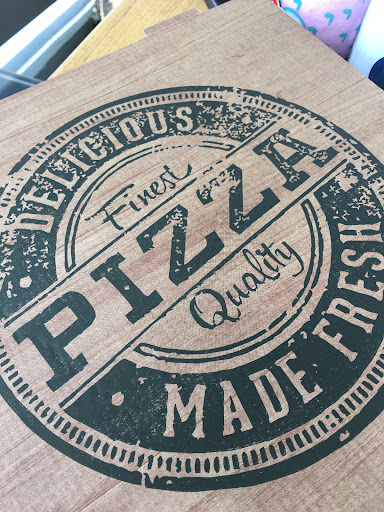 DELICIOUS
Finest
PIZZA
Quality
MADE FRESH